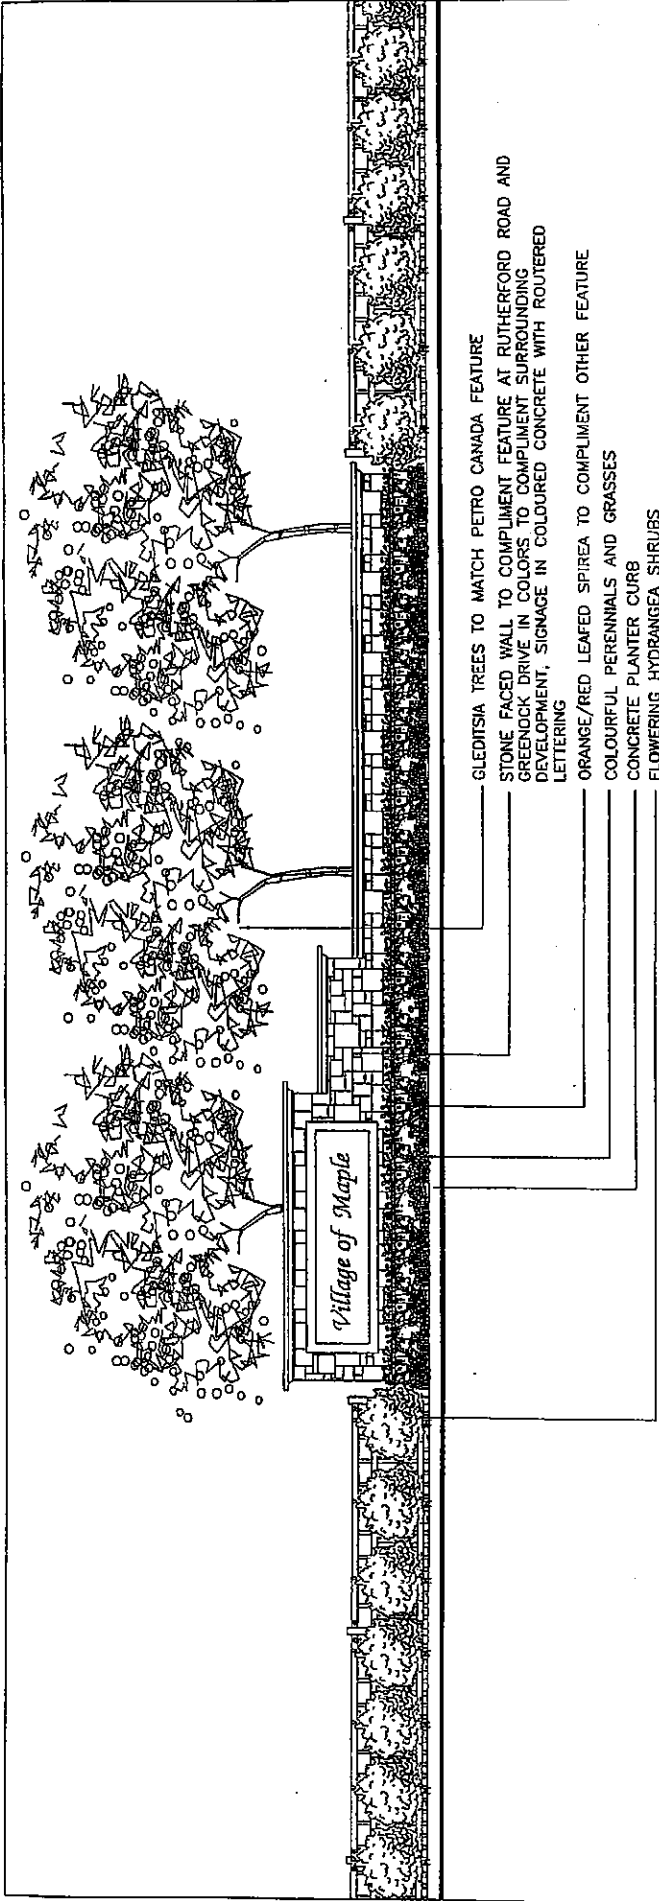 Village of Maple
GLEDITSIA TREES TO MATCH PETRO CANADA FEATURE
STONE FACED WALL TO COMPLIMENT FEATURE AT RUTHERFORD ROAD AND
GREENOCK DRIVE IN COLORS TO COMPLIMENT SURROUNDING
DEVELOPMENT, SIGNAGE IN COLOURED CONCRETE WITH ROUTERED
LETTERING
ORANGE/RED LEAFED SPIREA TO COMPLIMENT OTHER FEATURE
COLOURFUL PERENNIALS AND GRASSES
CONCRETE PLANTER CURB
FLOWERING HYDRANGEA SHRUBS